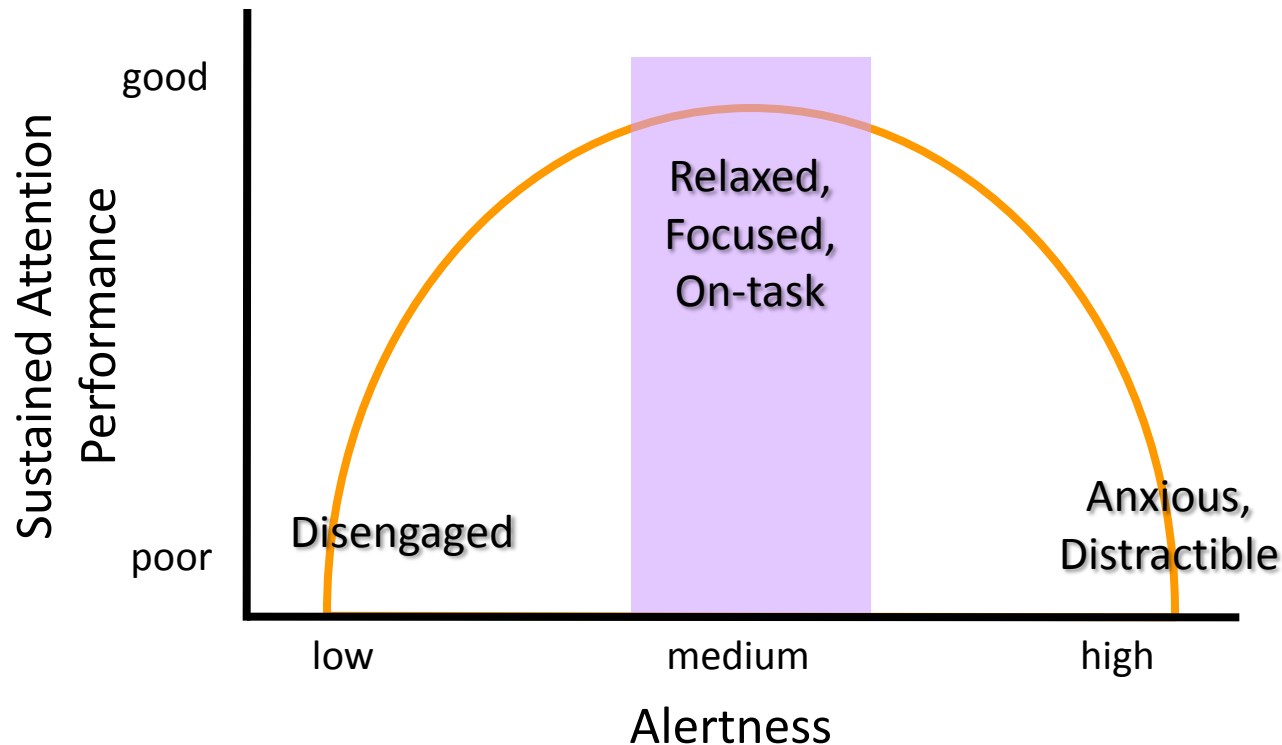 Sustained Attention
Performance
good
poor
Relaxed,
Focused,
On-task
Disengaged
Anxious,
Distractible
low
medium
high
Alertness